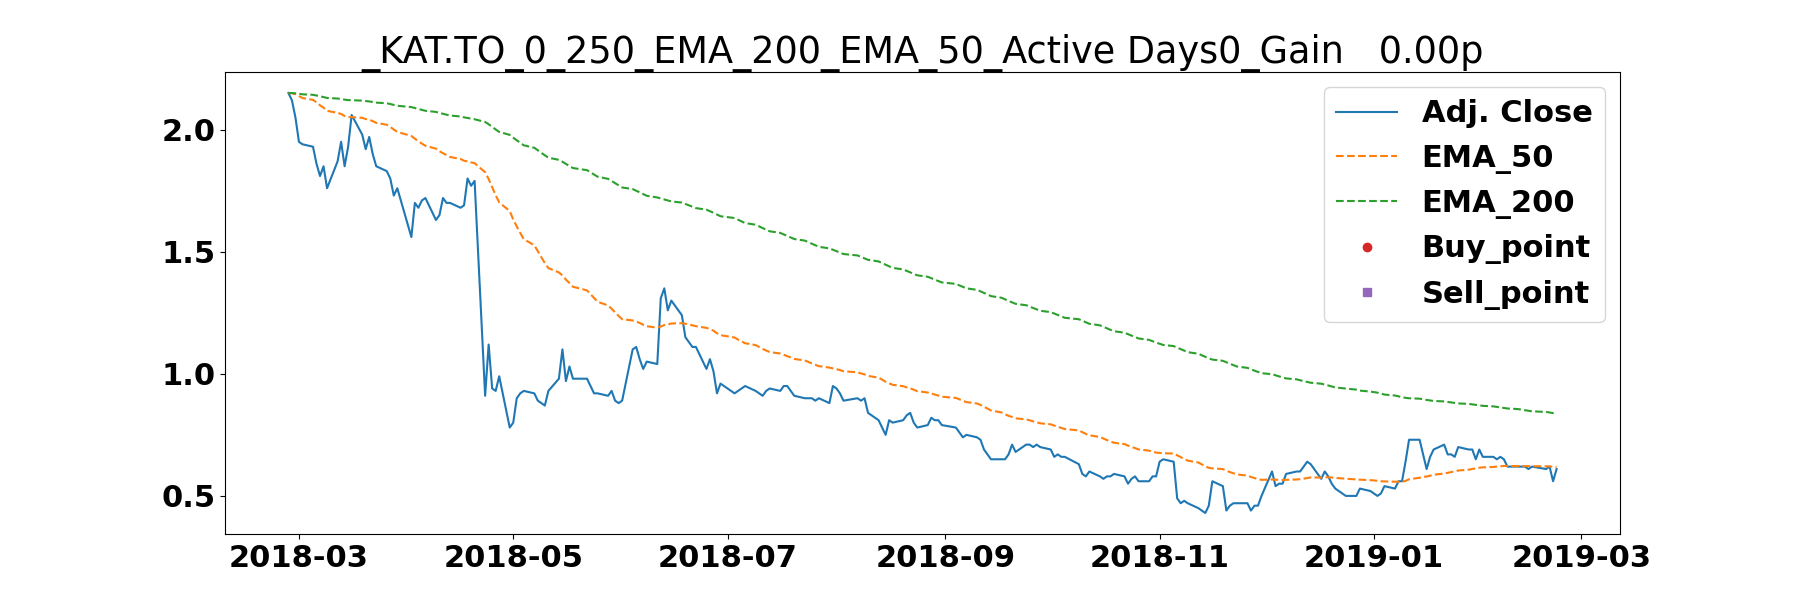 _KAT.TO_0_250_EMA_200_EMA_50_Active Days0_Gain   0.00p
Adj. Close
EMA_50
EMA_200
Buy_point
Sell_point
2.0
1.5
1.0
0.5
2018-03 2018-05 2018-07 2018-09 2018-11 2019-01 2019-03